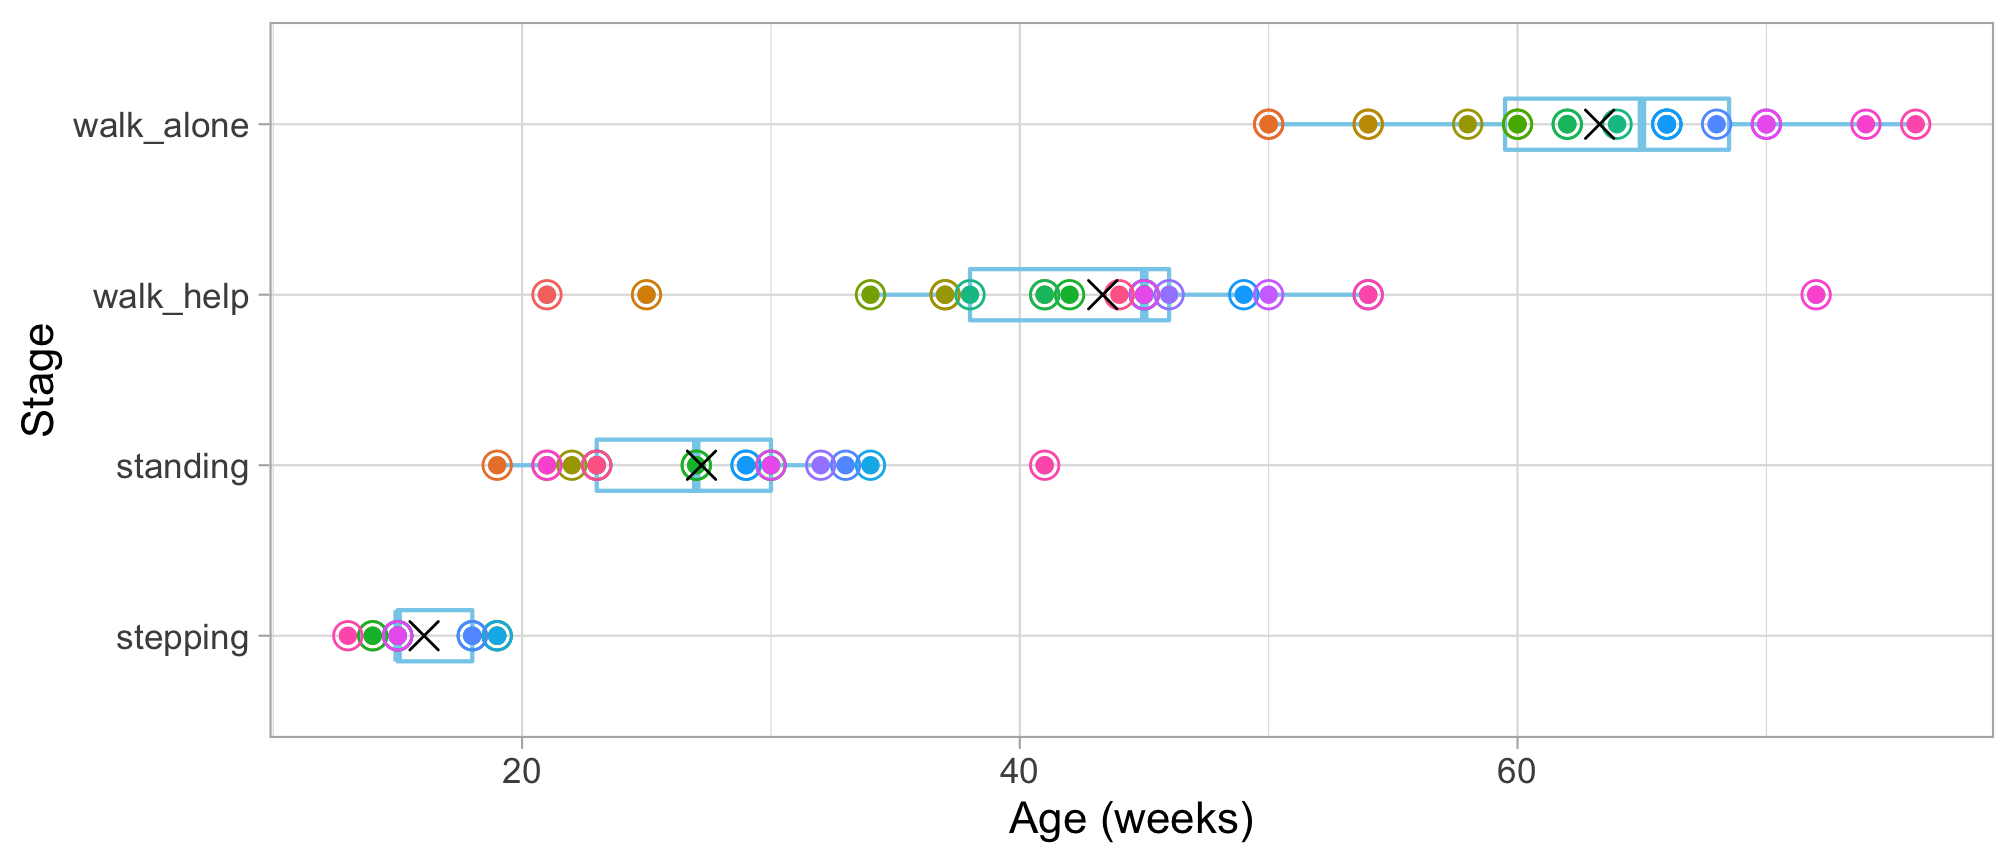 Stage
walk_alone
walk_help
standing
stepping
20 40 60
Age (weeks)